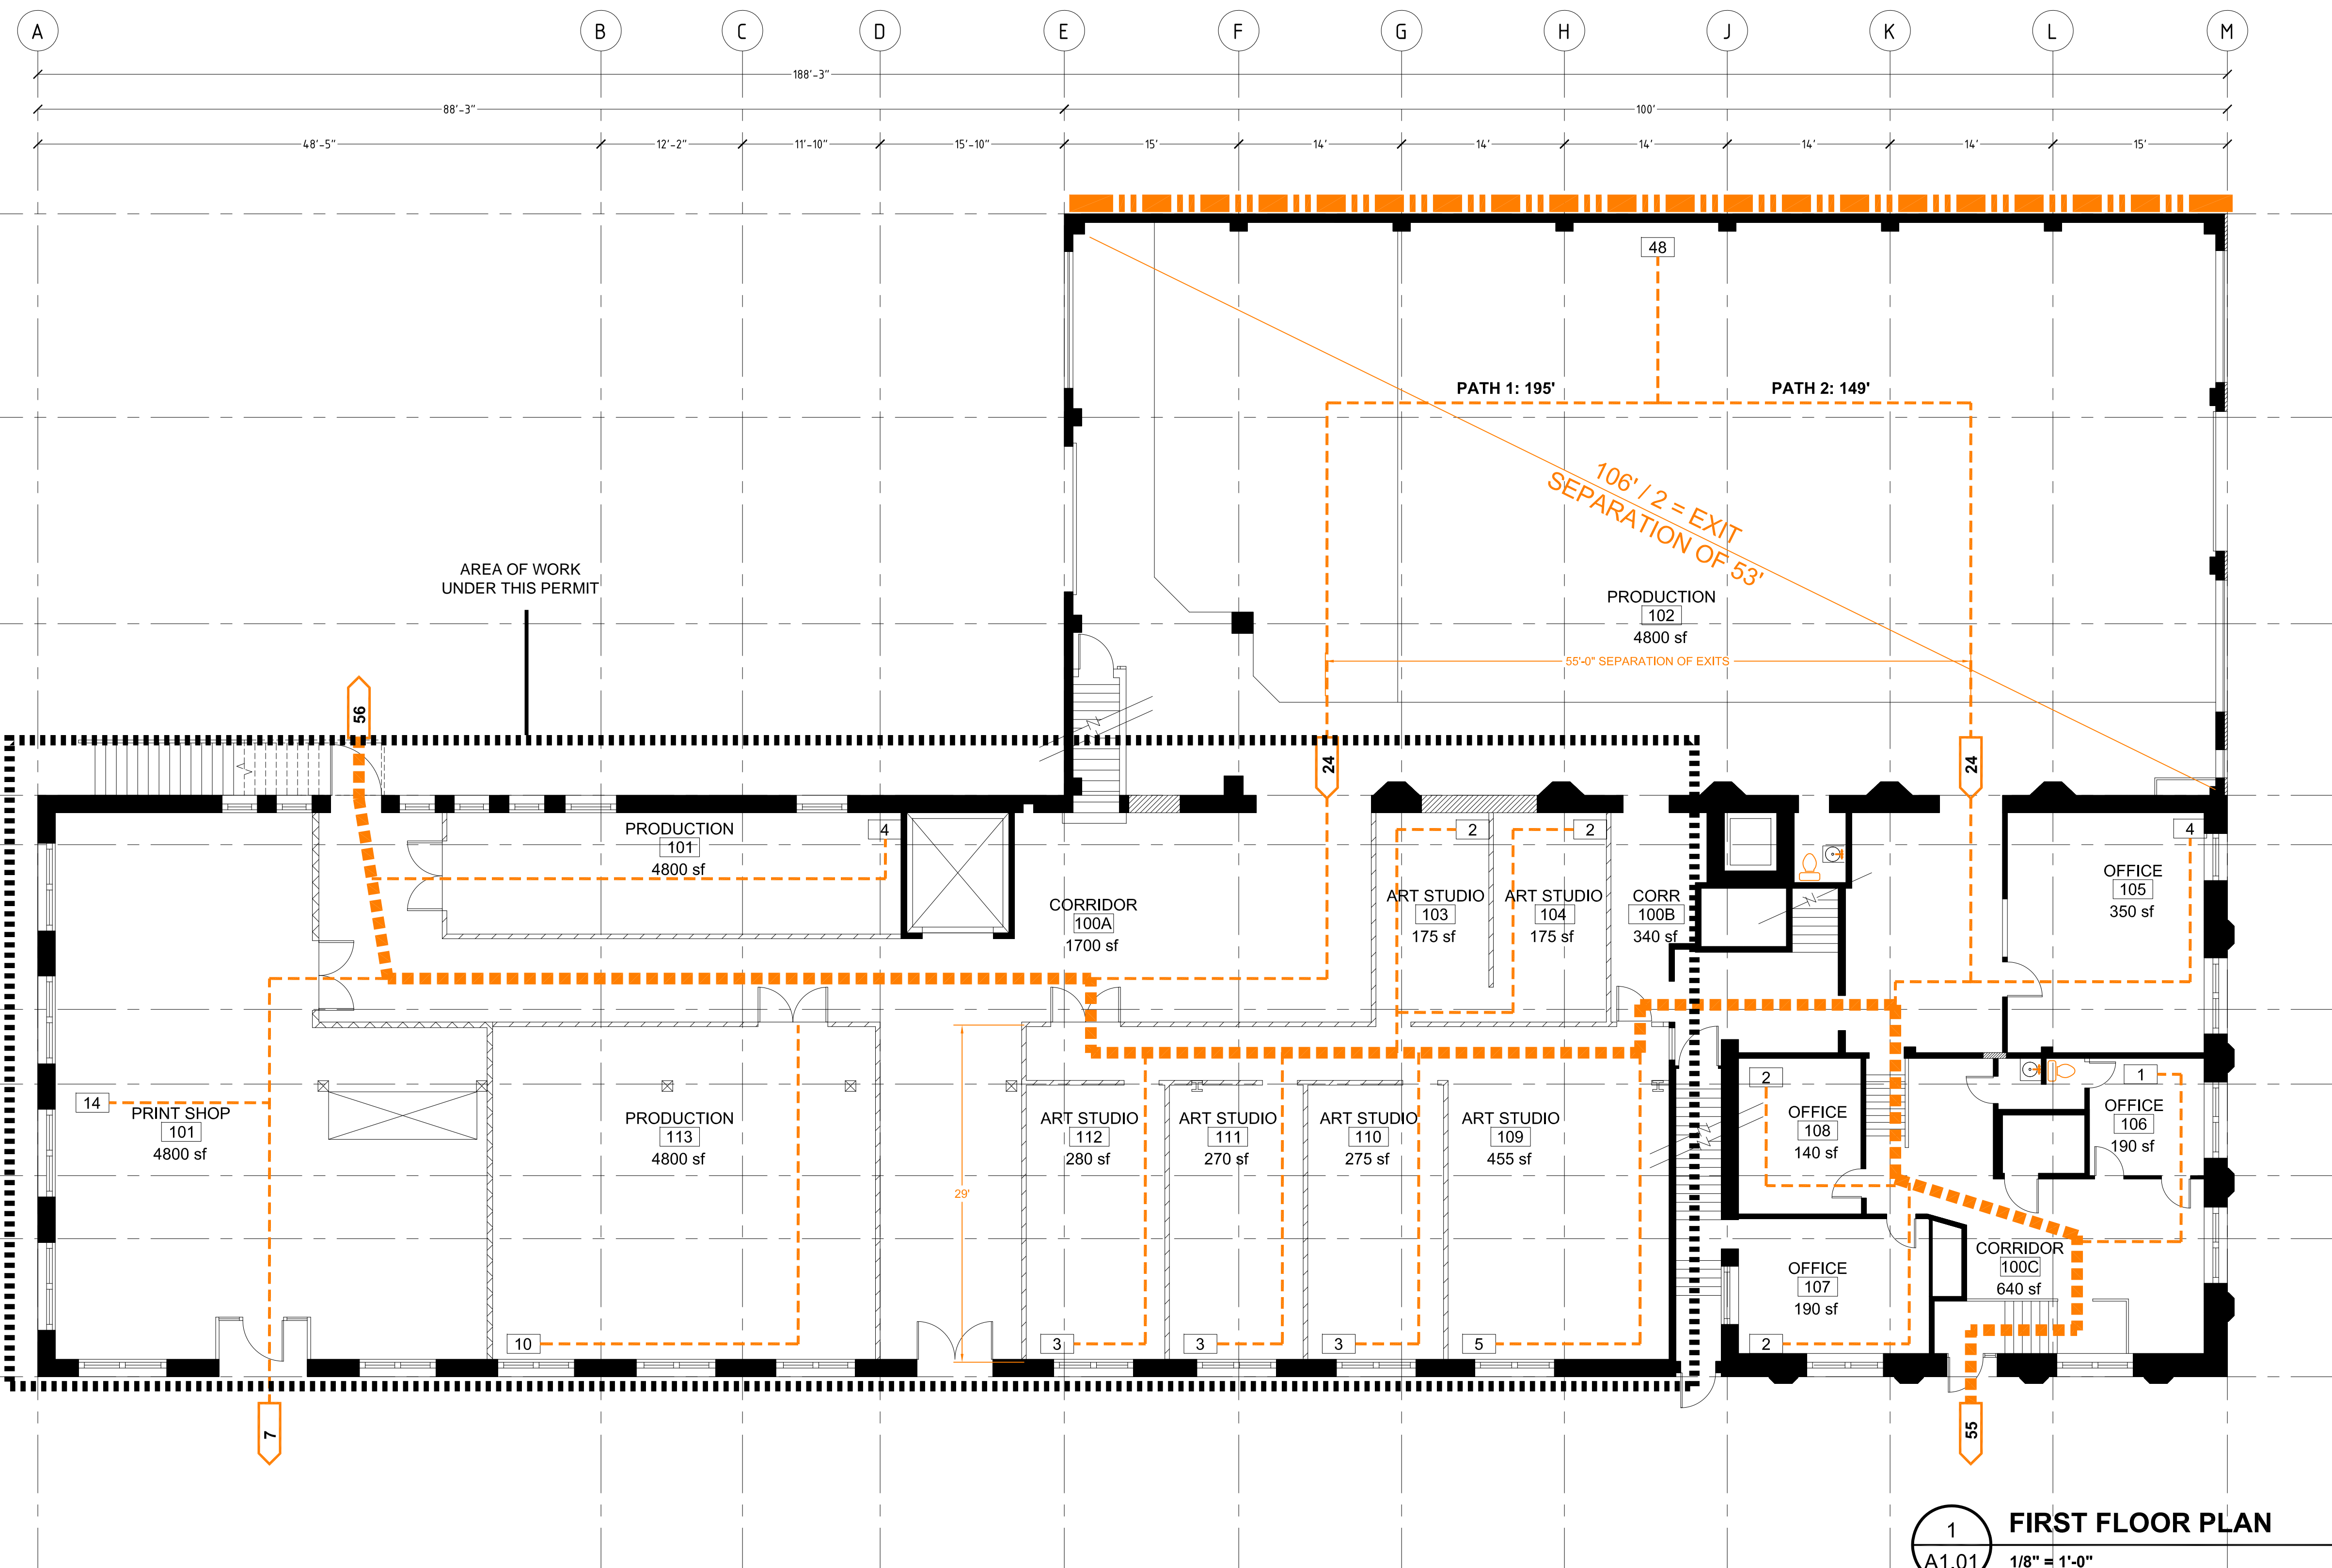 A B C D E F G H J K L M
188'-3"
88'-3" 100'
48'-5" 12'-2" 11'-10" 15'-10" 15' 14' 14' 14' 14' 14' 15'
48
PATH 1: 195' PATH 2: 149'
106' / 2 = EXIT
SEPARATION OF 53'
AREA OF WORK
UNDER THIS PERMIT
PRODUCTION
102
4800 sf
55'-0" SEPARATION OF EXITS
56
24
24
PRODUCTION
101
4800 sf
4
CORRIDOR
100A
1700 sf
2
ART STUDIO
103
175 sf
2
ART STUDIO
104
175 sf
CORR
100B
340 sf
4
OFFICE
105
350 sf
14
PRINT SHOP
101
4800 sf
PRODUCTION
113
4800 sf
10
29'
ART STUDIO
112
280 sf
3
ART STUDIO
111
270 sf
3
ART STUDIO
110
275 sf
3
ART STUDIO
109
455 sf
5
2
OFFICE
108
140 sf
1
OFFICE
106
190 sf
OFFICE
107
190 sf
2
CORRIDOR
100C
640 sf
7
55
1
A1.01
FIRST FLOOR PLAN
1/8" = 1'-0"